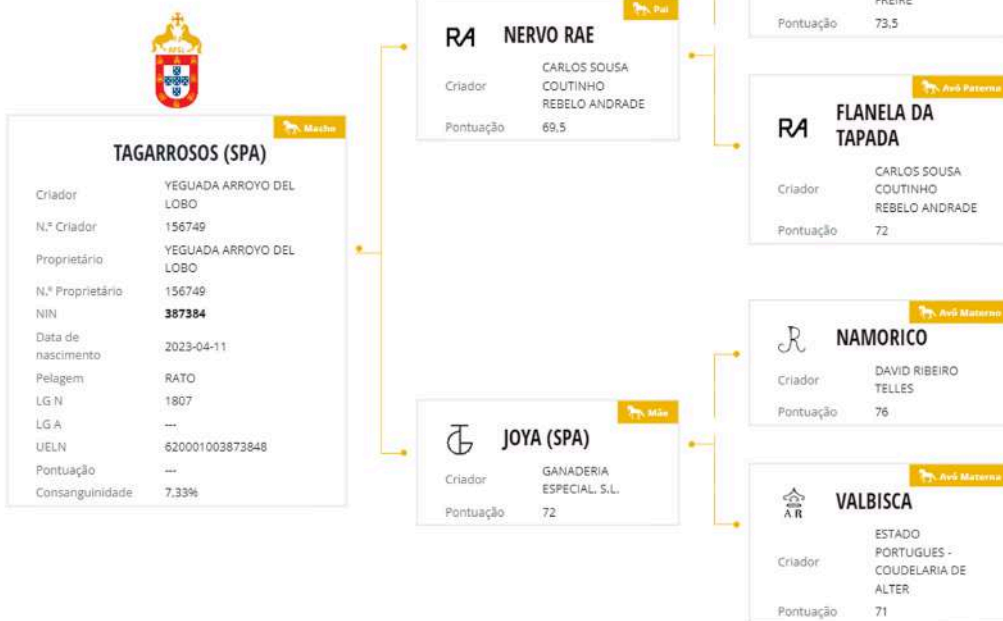 APSL
Macho
TAGARROSOS (SPA)
Criador YEGUADA ARROYO DEL
LOBO
N.º Criador 156749
Proprietário YEGUADA ARROYO DEL
LOBO
N.º Proprietário 156749
NIN 387384
Data de
nascimento 2023-04-11
Pelagem RATO
LG N 1807
LG A ---
UELN 620001003873848
Pontuação ---
Consanguinidade 7,33%
Pai
RA NERVO RAE
Criador CARLOS SOUSA
COUTINHO
REBELO ANDRADE
Pontuação 69,5
Mãe
JOYA (SPA)
Criador GANADERIA
ESPECIAL, S.L.
Pontuação 72
FREIRE
Pontuação 73,5
Avó Paterna
RA FLANELA DA
TAPADA
Criador CARLOS SOUSA
COUTINHO
REBELO ANDRADE
Pontuação 72
Avô Materno
R NAMORICO
Criador DAVID RIBEIRO
TELLES
Pontuação 76
Avó Materna
AR VALBISCA
Criador ESTADO
PORTUGUES -
COUDELARIA DE
ALTER
Pontuação 71